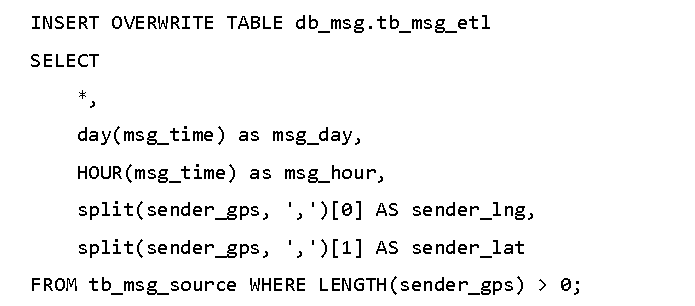 INSERT OVERWRITE TABLE db_msg.tb_msg_etl
SELECT
    *,
    day(msg_time) as msg_day,
    HOUR(msg_time) as msg_hour,
    split(sender_gps, ',')[0] AS sender_lng,
    split(sender_gps, ',')[1] AS sender_lat
FROM tb_msg_source WHERE LENGTH(sender_gps) > 0;